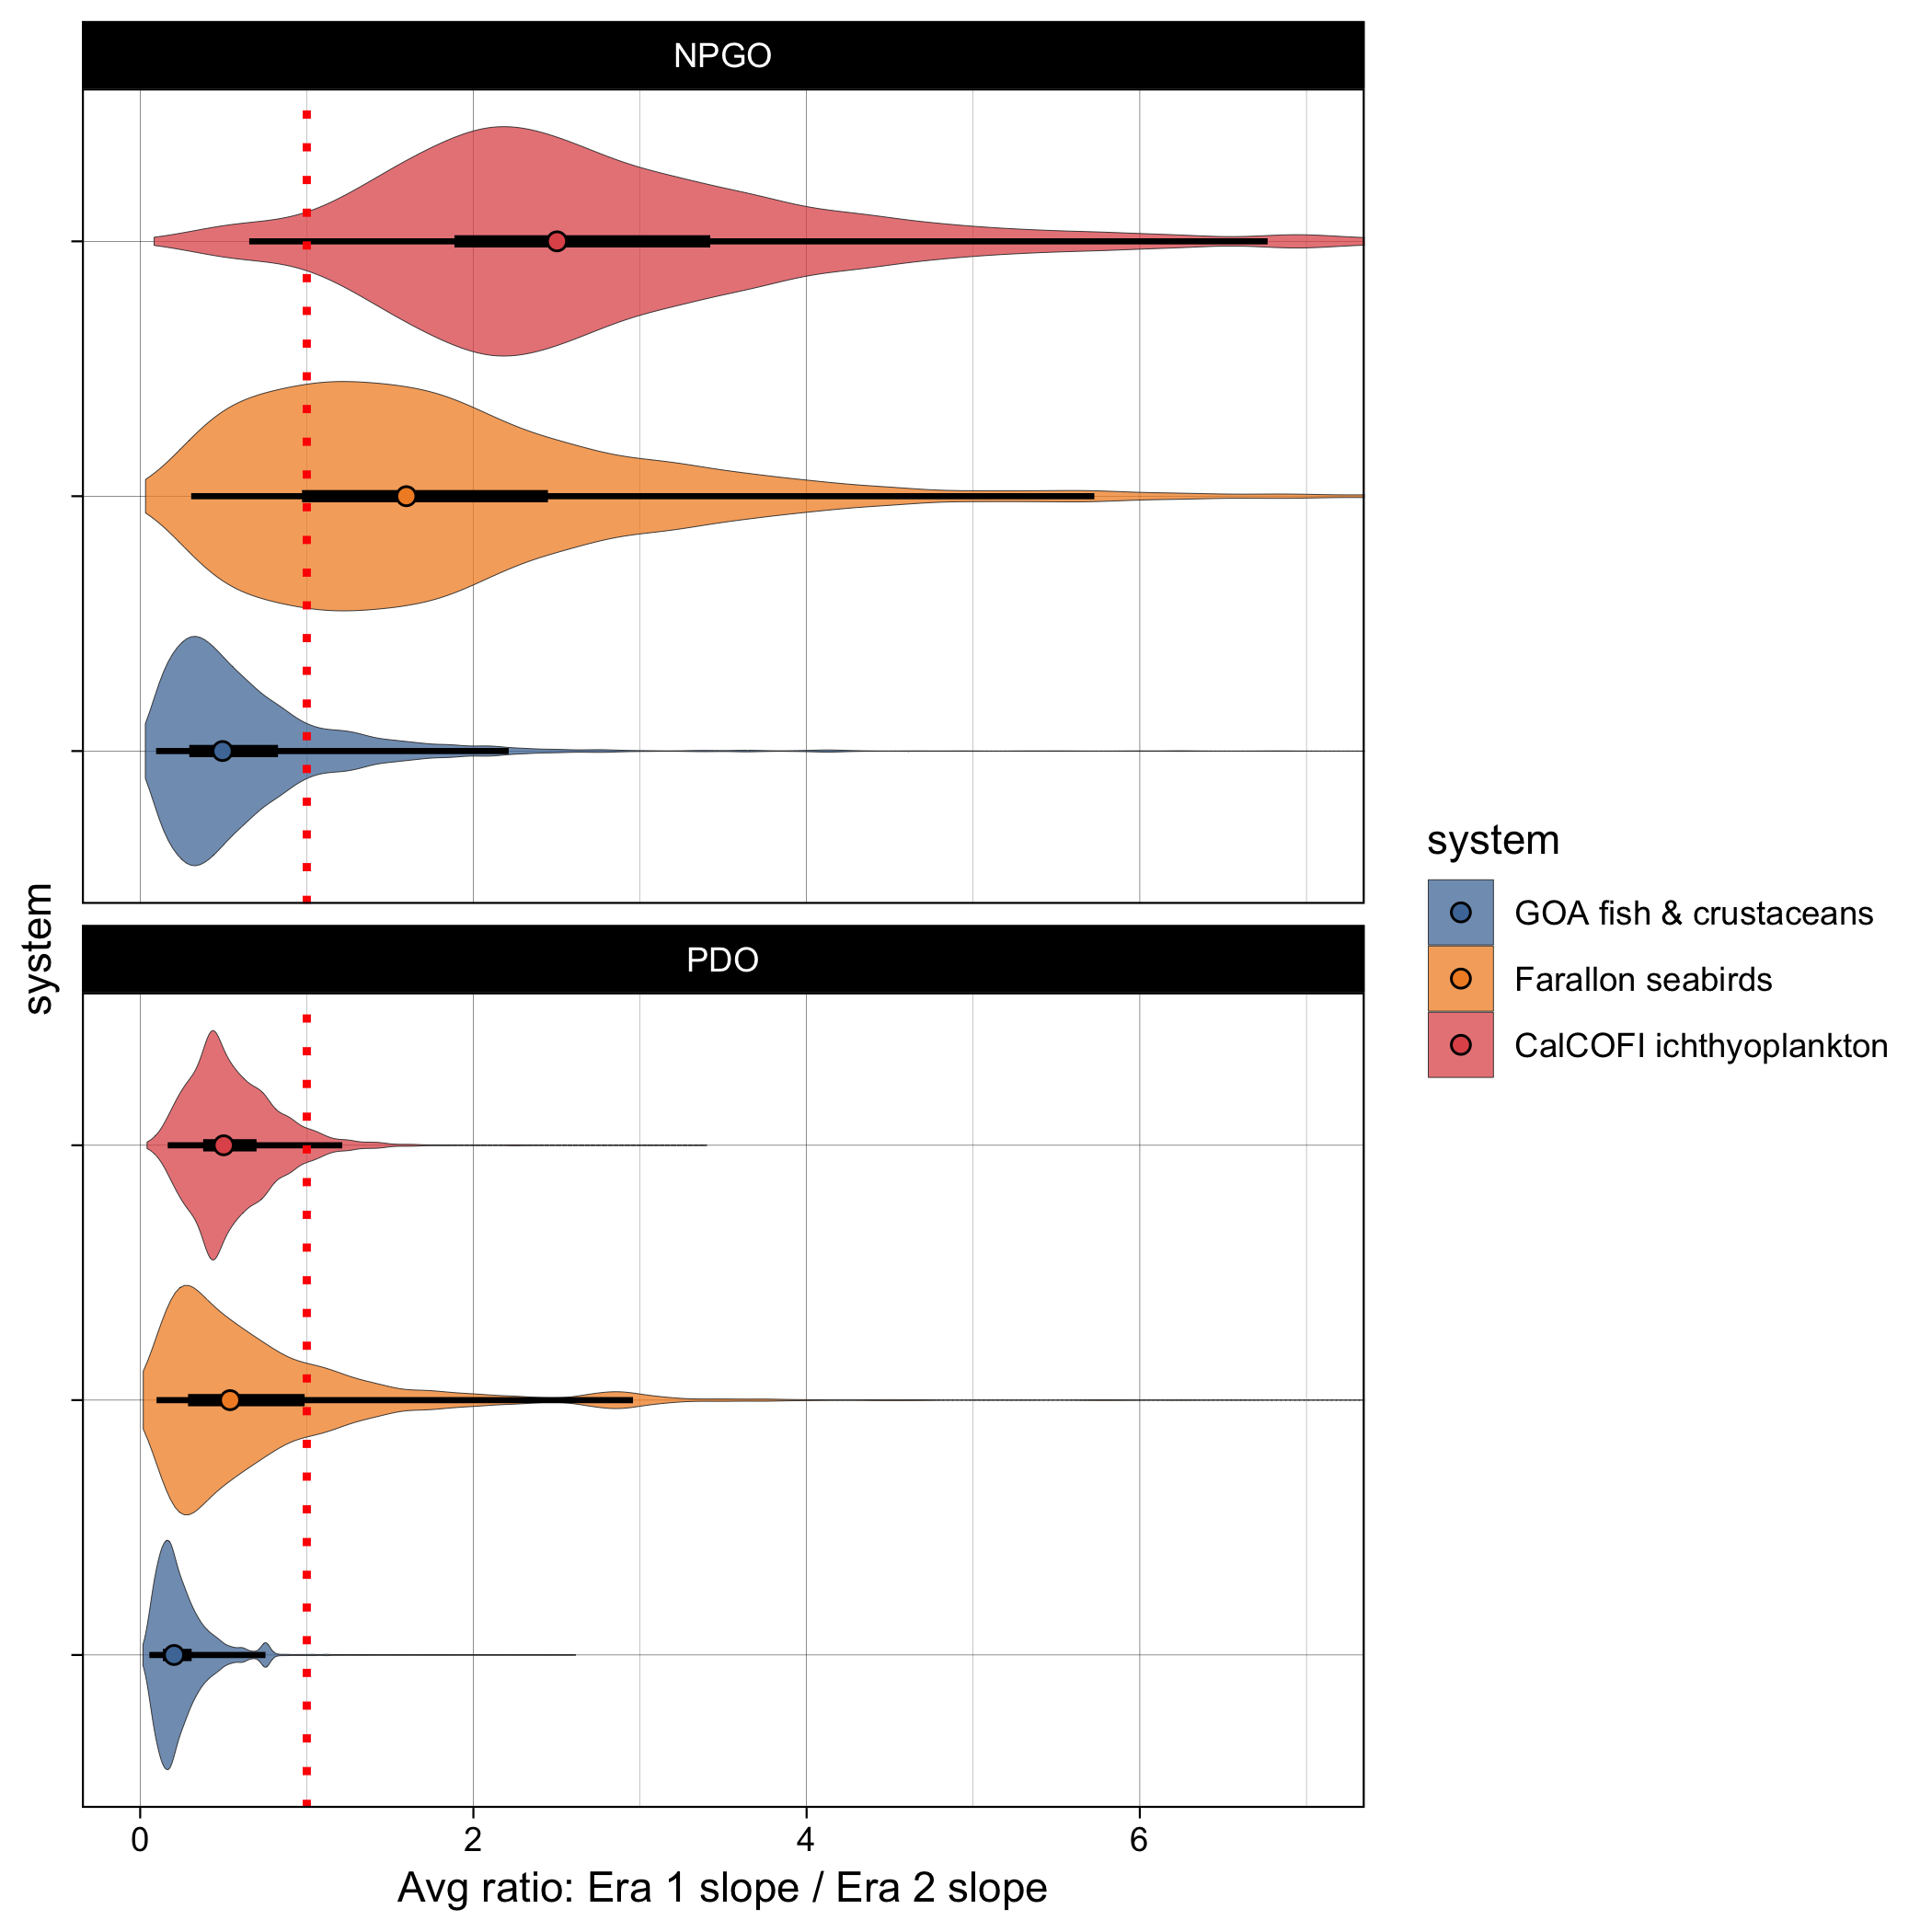 NPGO
system
PDO
0 2 4 6
Avg ratio: Era 1 slope / Era 2 slope
system
GOA fish & crustaceans
Farallon seabirds
CalCOFI ichthyoplankton